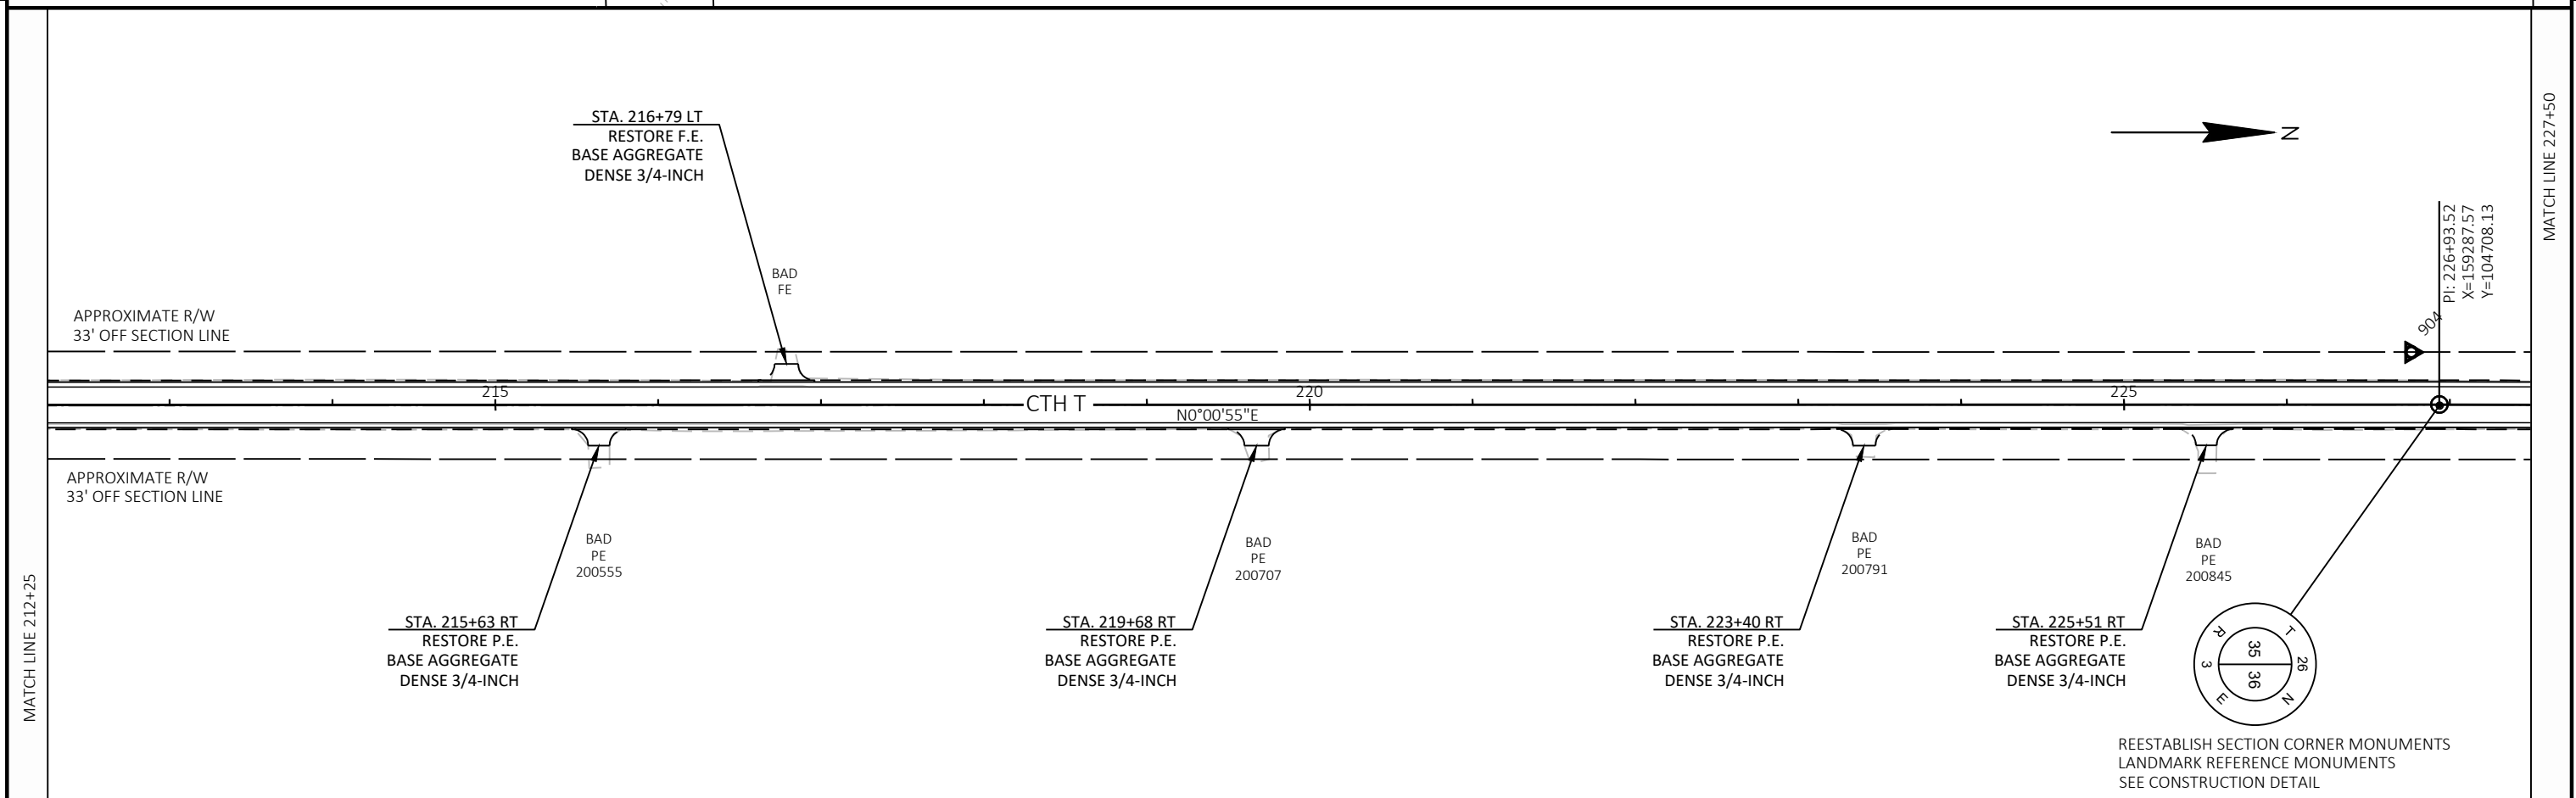 STA. 216+79 LT
RESTORE F.E.
BASE AGGREGATE
DENSE 3/4-INCH
N
MATCH LINE 227+50
PI: 226+93.52
X=159287.57
Y=104708.13
BAD
FE
APPROXIMATE R/W
33' OFF SECTION LINE
904
215
220
225
CTH T
N0°00'55"E
APPROXIMATE R/W
33' OFF SECTION LINE
MATCH LINE 212+25
BAD
PE
200555
BAD
PE
200707
BAD
PE
200791
BAD
PE
200845
STA. 215+63 RT
RESTORE P.E.
BASE AGGREGATE
DENSE 3/4-INCH
STA. 219+68 RT
RESTORE P.E.
BASE AGGREGATE
DENSE 3/4-INCH
STA. 223+40 RT
RESTORE P.E.
BASE AGGREGATE
DENSE 3/4-INCH
STA. 225+51 RT
RESTORE P.E.
BASE AGGREGATE
DENSE 3/4-INCH
T 26 N
R 3 E
35
36
REESTABLISH SECTION CORNER MONUMENTS
LANDMARK REFERENCE MONUMENTS
SEE CONSTRUCTION DETAIL